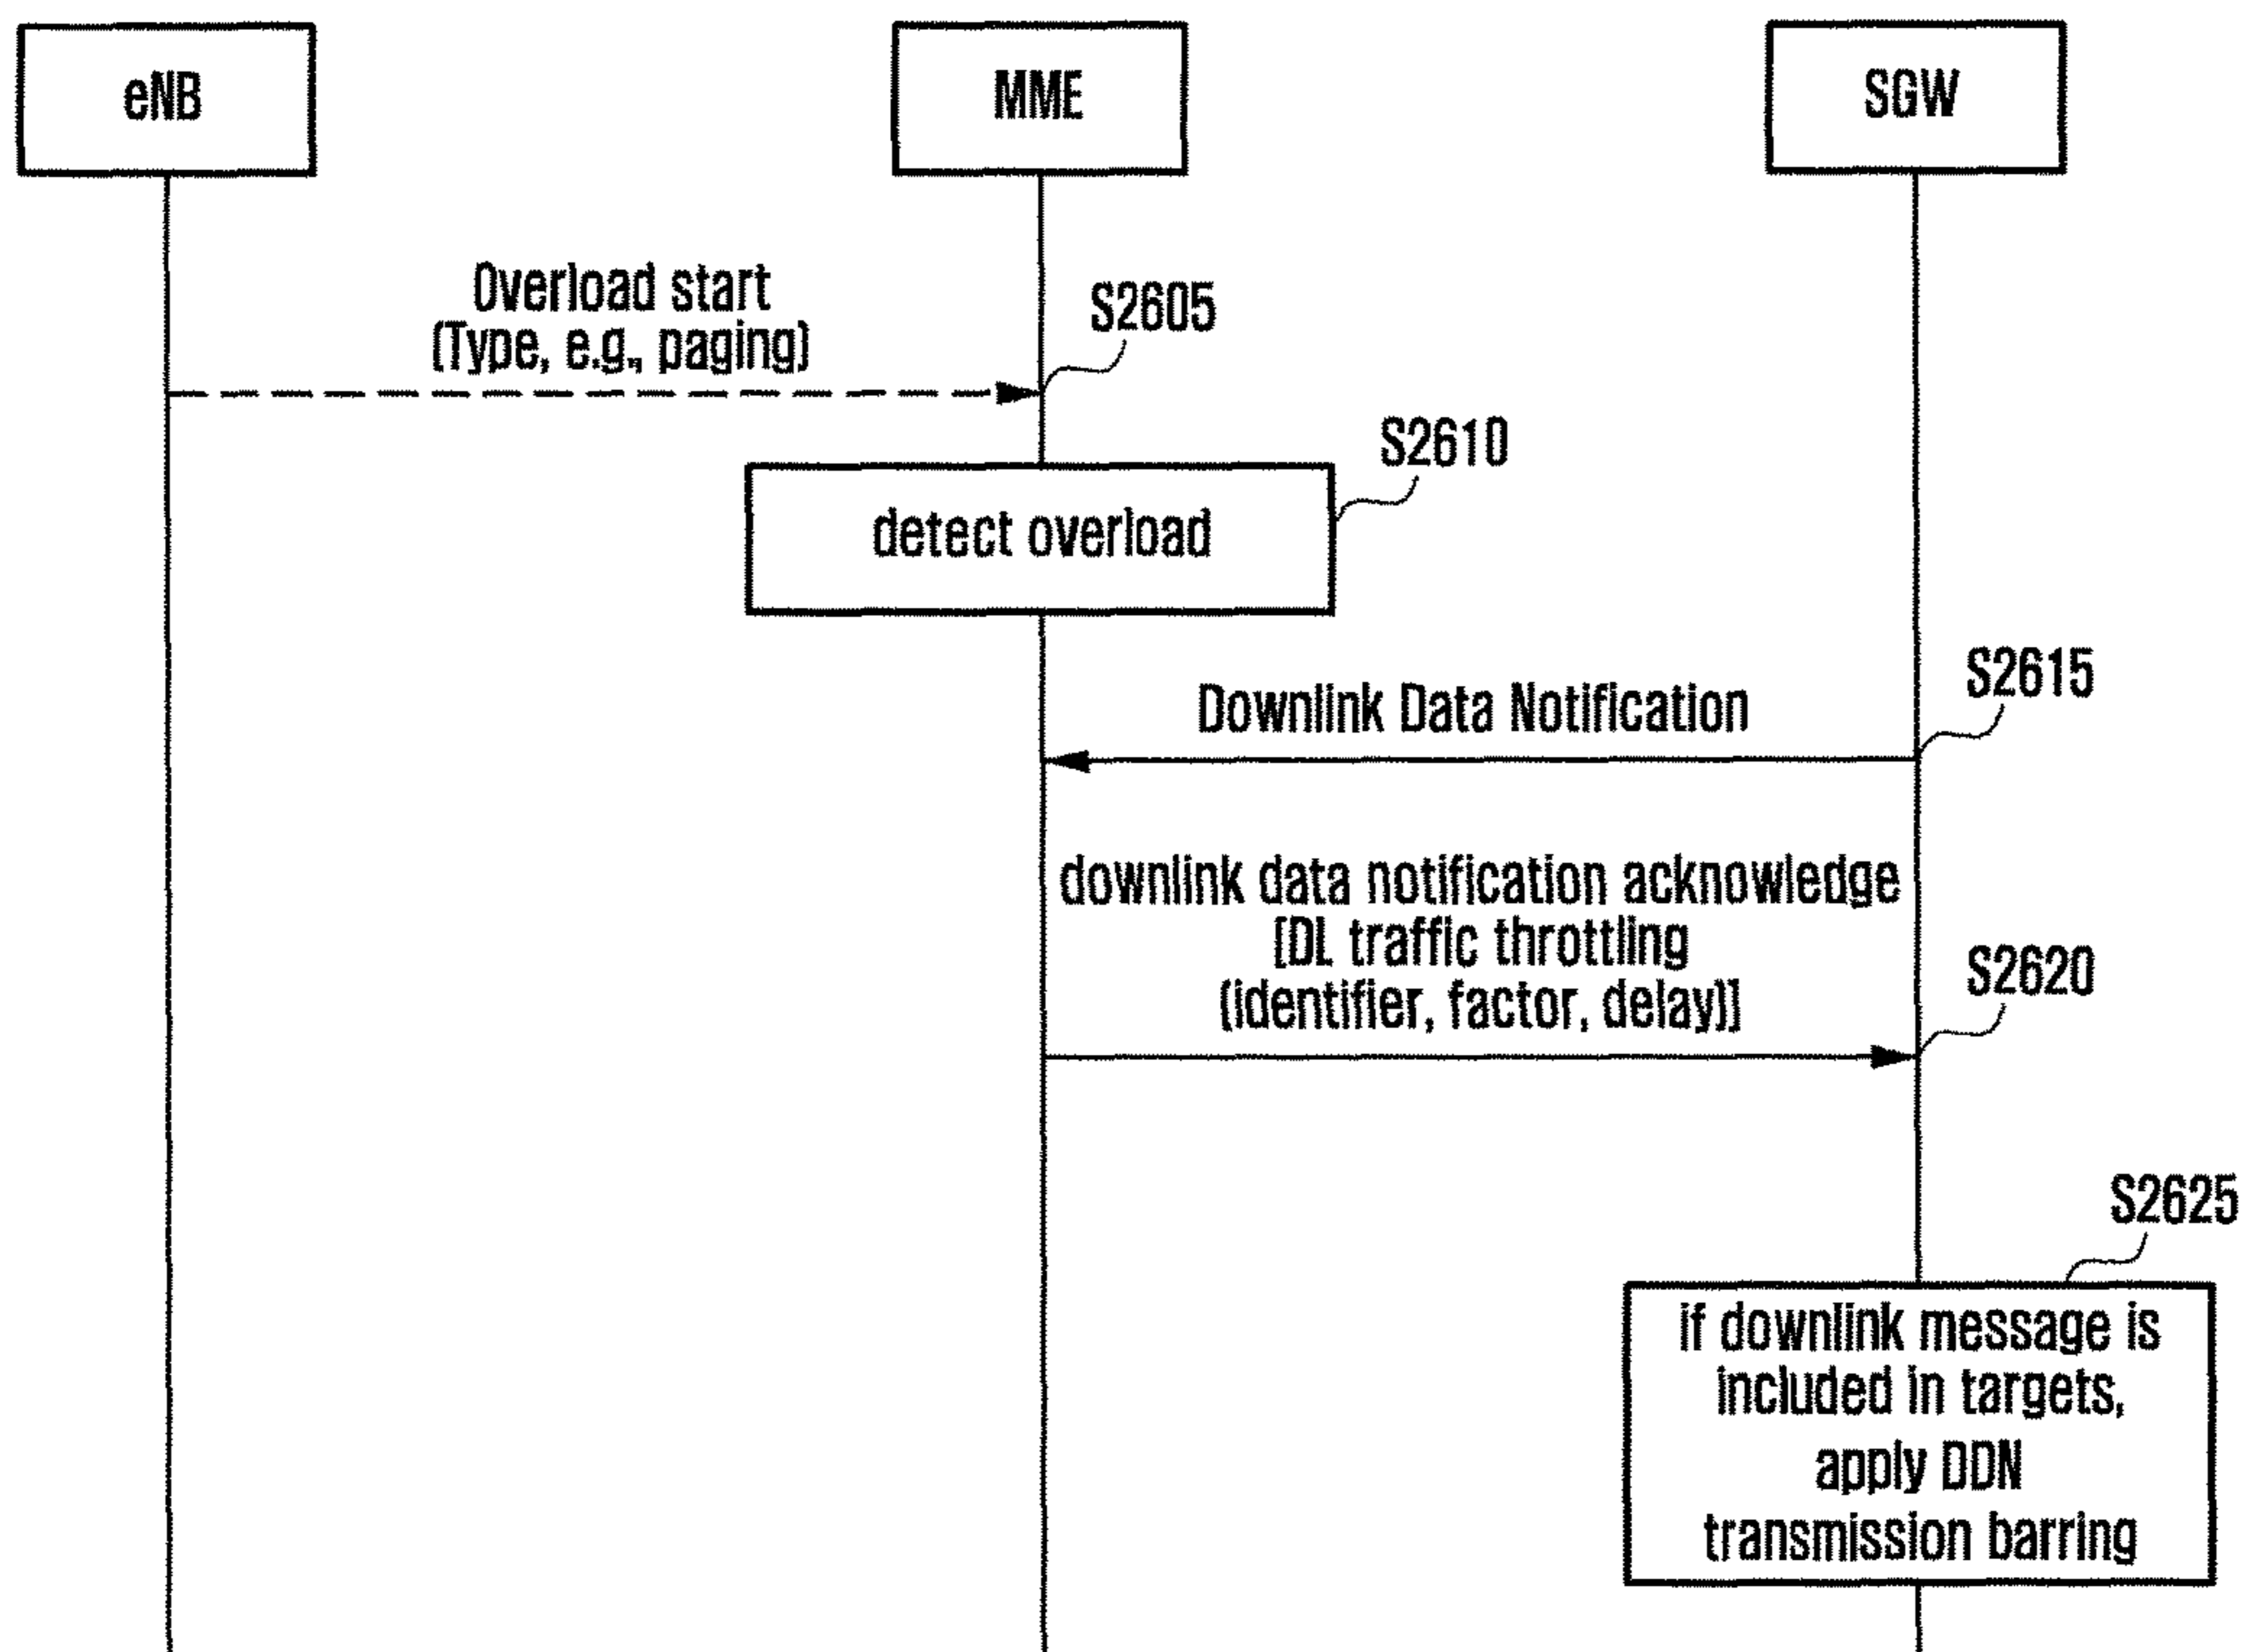 eNB
MME
SGW
Overload start
(Type, e.g., paging)
S2605
S2610
detect overload
S2615
Downlink Data Notification
downlink data notification acknowledge
[DL traffic throttling
(identifier, factor, delay)]
S2620
S2625
if downlink message is
included in targets,
apply DDN
transmission barring